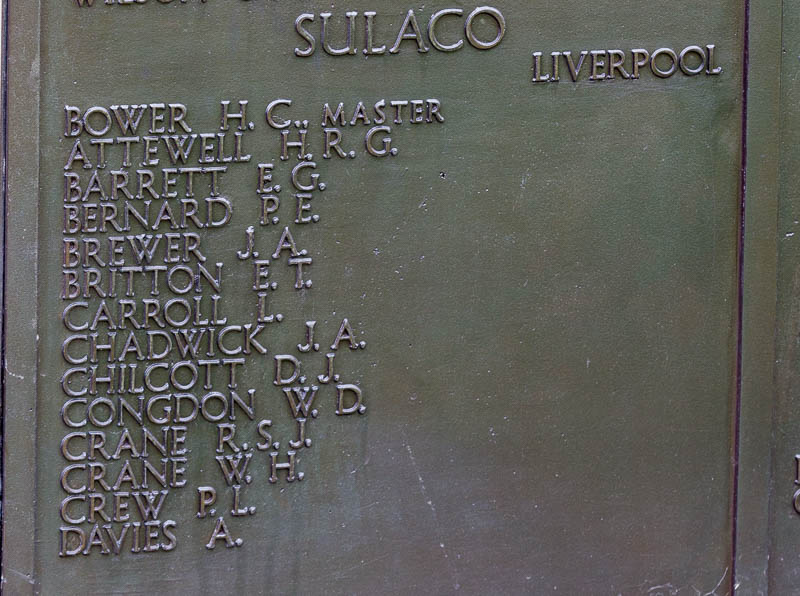 SULACO
LIVERPOOL
BOWER H. C., MASTER
ATTEWELL H. R. G.
BARRETT E. G.
BERNARD P. E.
BREWER J. A.
BRITTON E. T.
CARROLL L.
CHADWICK J. A.
CHILCOTT D. J.
CONGDON W. D.
CRANE R. S. J.
CRANE W. H.
CREW P. L.
DAVIES A.